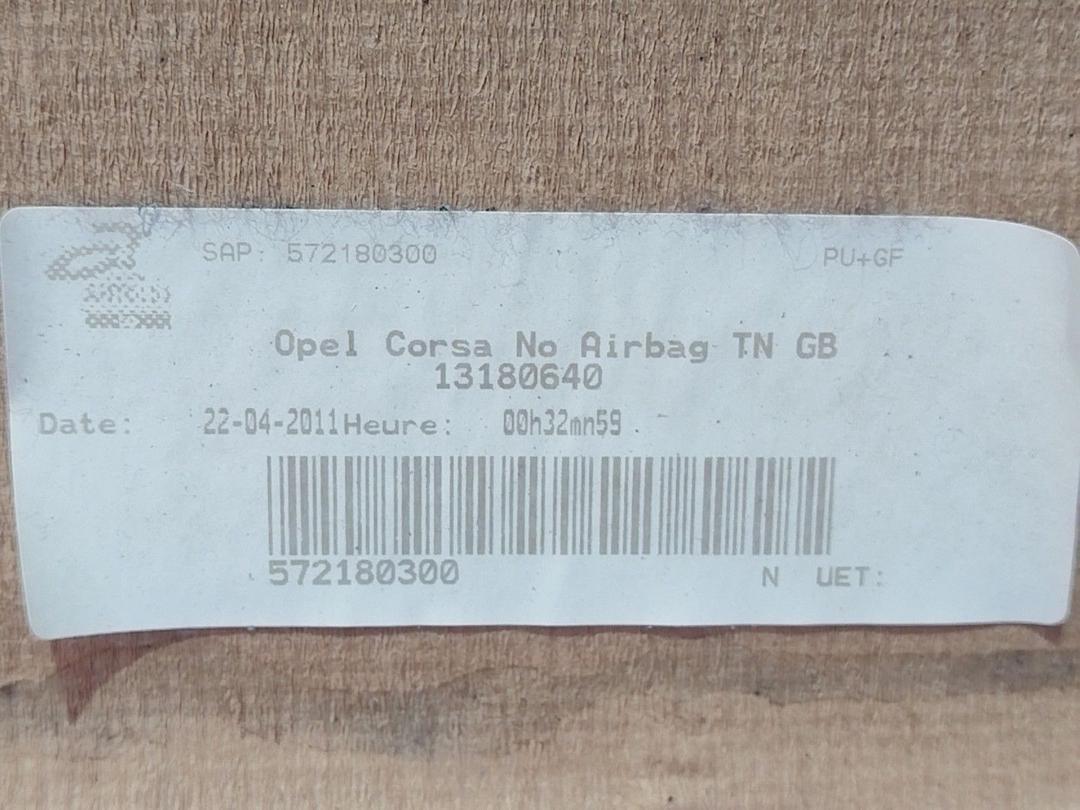 SAP: 572180300 PU+GF
Opel Corsa No Airbag TN GB
13180640
Date: 22-04-2011 Heure: 00h32mn59
572180300 N UET: